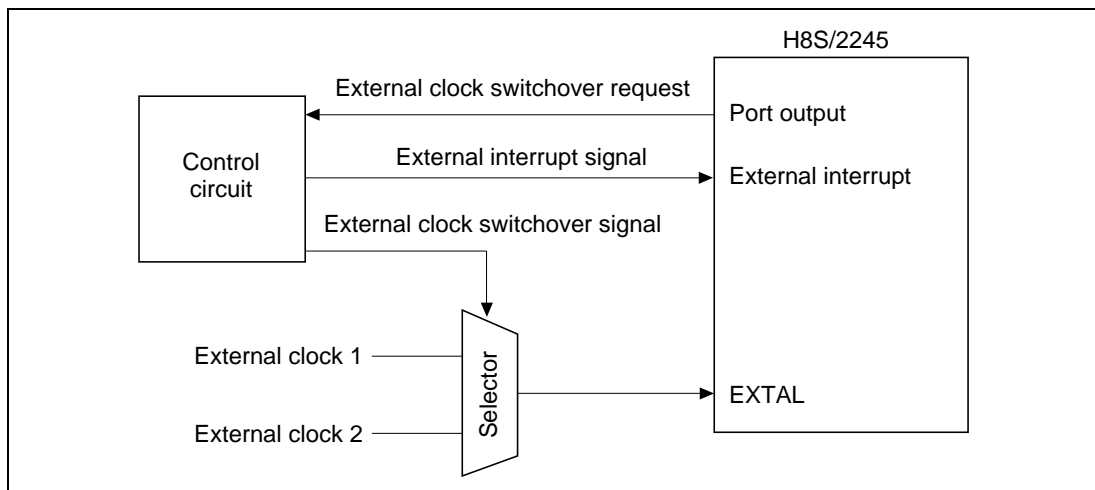 H8S/2245
External clock switchover request
Port output
Control
circuit
External interrupt signal
External interrupt
External clock switchover signal
External clock 1
Selector
EXTAL
External clock 2